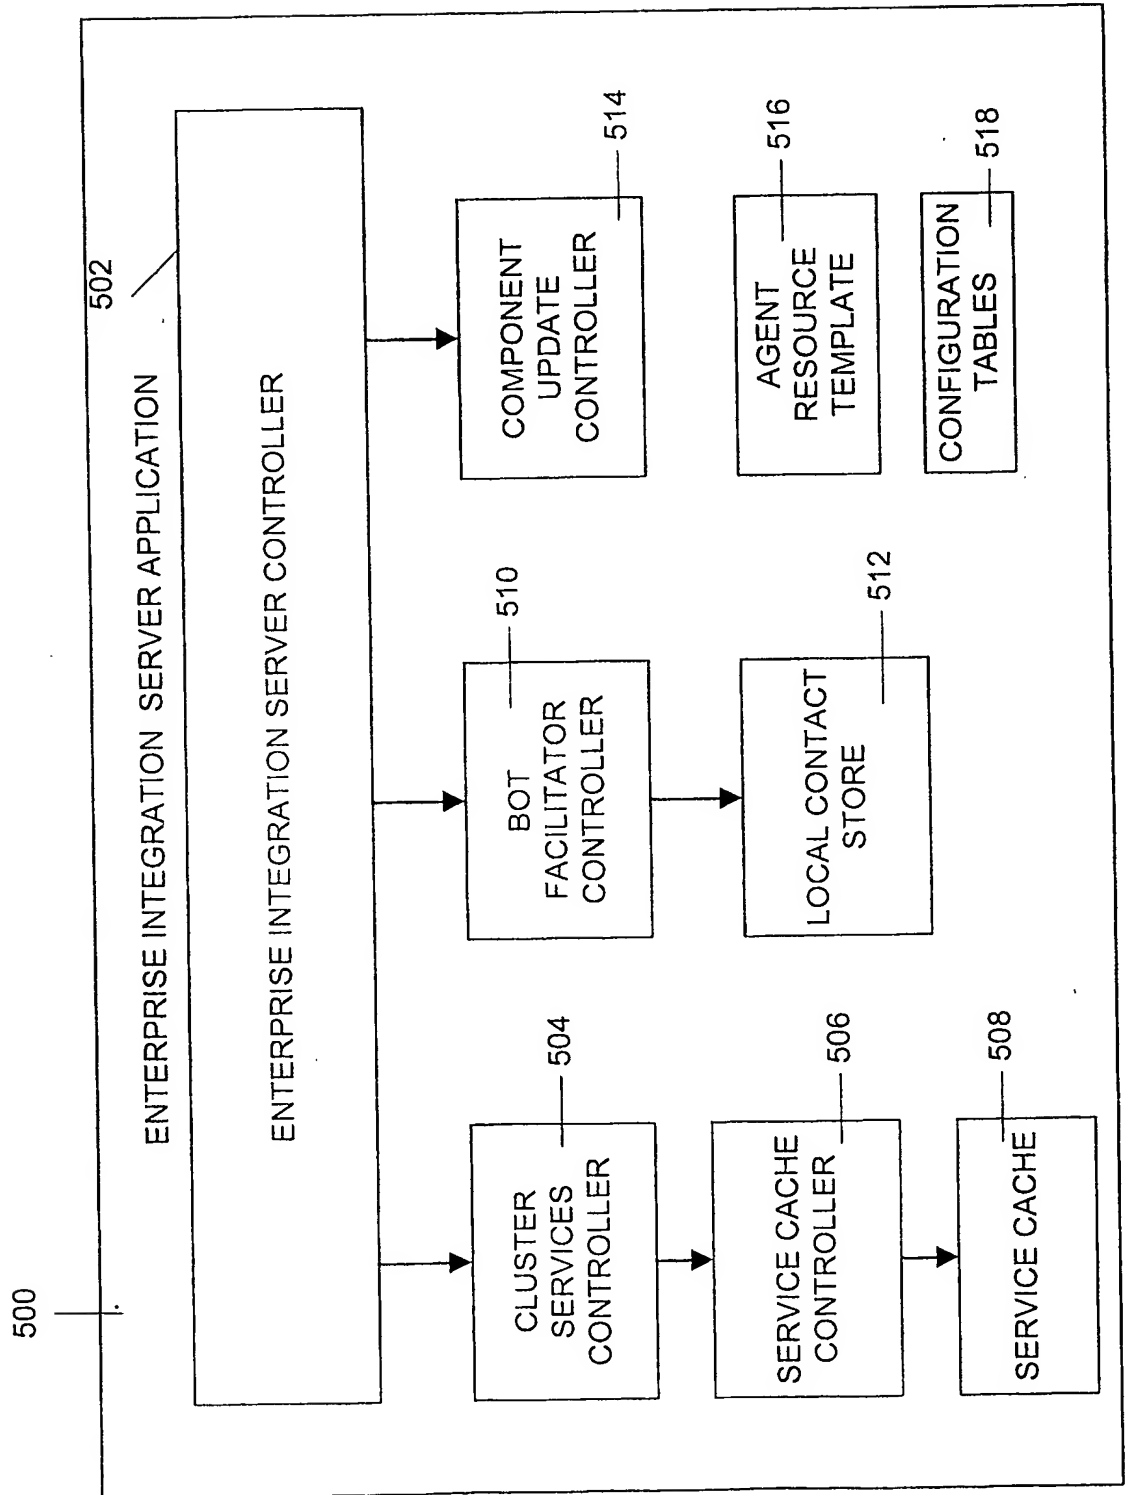 500
ENTERPRISE INTEGRATION SERVER APPLICATION
502
ENTERPRISE INTEGRATION SERVER CONTROLLER
CLUSTER
SERVICES
CONTROLLER
504
SERVICE CACHE
CONTROLLER
506
SERVICE CACHE
508
BOT
FACILITATOR
CONTROLLER
510
LOCAL CONTACT
STORE
512
COMPONENT
UPDATE
CONTROLLER
514
AGENT
RESOURCE
TEMPLATE
516
CONFIGURATION
TABLES
518